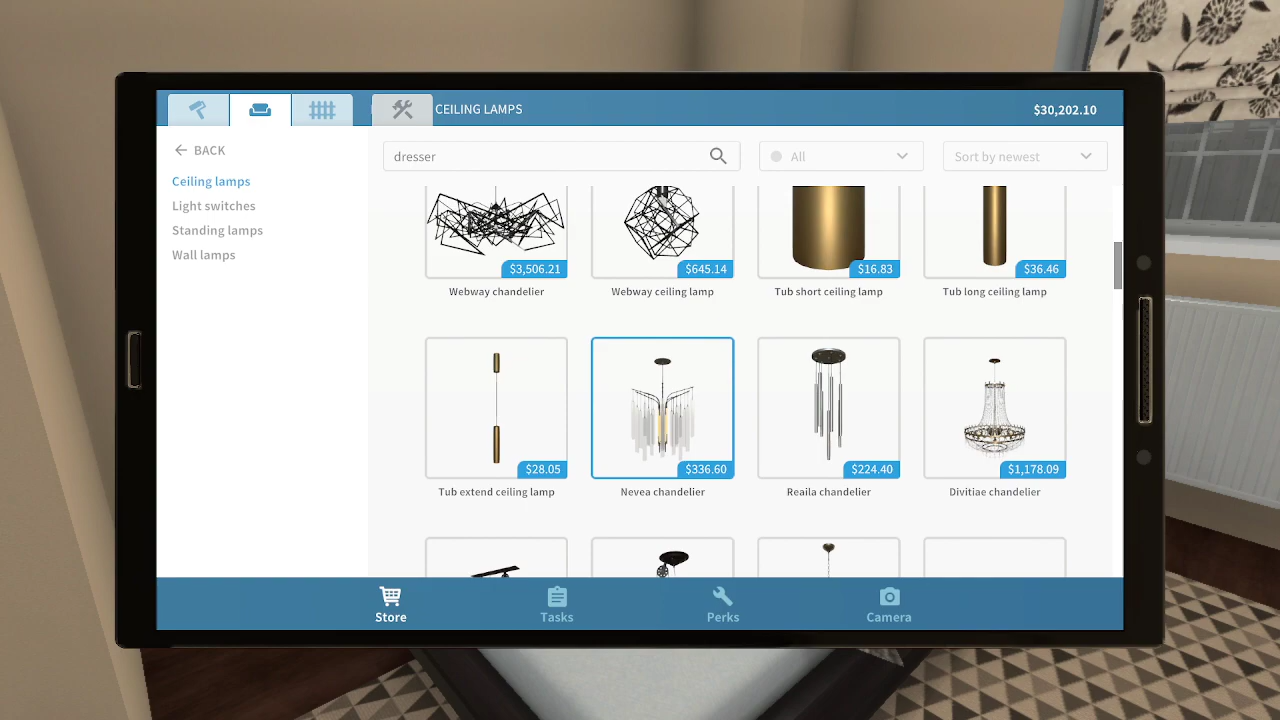 CEILING LAMPS
$30,202.10
BACK
dresser
All
Sort by newest
Ceiling lamps
Light switches
Standing lamps
Wall lamps
$3,506.21
$645.14
$16.83
$36.46
Webway chandelier
Webway ceiling lamp
Tub short ceiling lamp
Tub long ceiling lamp
$28.05
$336.60
$224.40
$1,178.09
Tub extend ceiling lamp
Nevea chandelier
Reaila chandelier
Divitiae chandelier
Store
Tasks
Perks
Camera